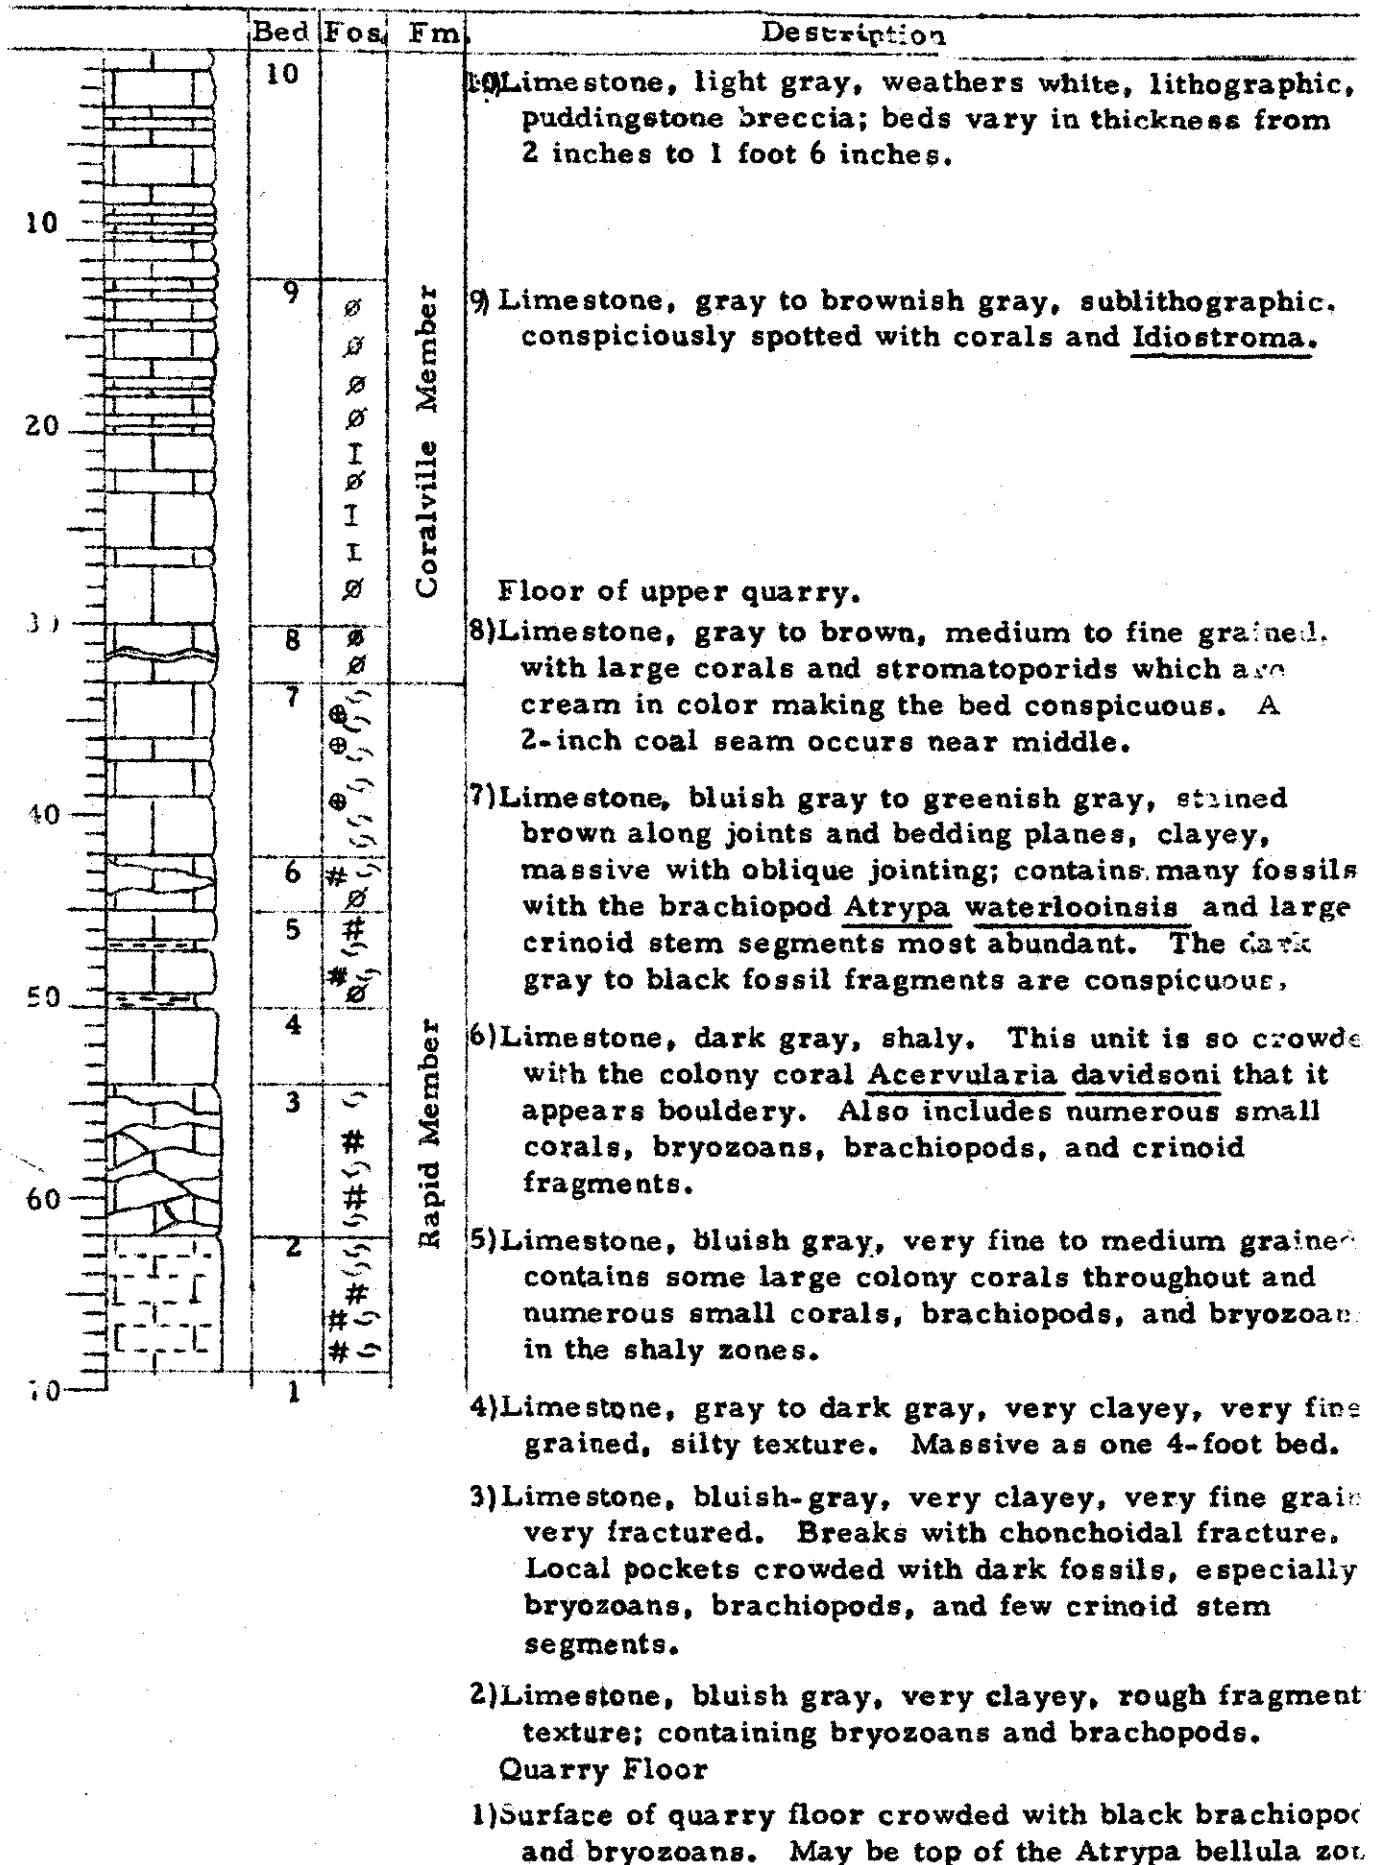 Bed Fos. Fm. Description
10
10)Limestone, light gray, weathers white, lithographic,
puddingstone breccia; beds vary in thickness from
2 inches to 1 foot 6 inches.
10
9
9) Limestone, gray to brownish gray, sublithographic.
conspiciously spotted with corals and Idiostroma.
Coralville Member
20
I
I
I
Floor of upper quarry.
30
8
8)Limestone, gray to brown, medium to fine grained,
with large corals and stromatoporids which are
cream in color making the bed conspicuous. A
2-inch coal seam occurs near middle.
7
7)Limestone, bluish gray to greenish gray, stained
brown along joints and bedding planes, clayey,
massive with oblique jointing; contains many fossils
with the brachiopod Atrypa waterlooinsis and large
crinoid stem segments most abundant. The dark
gray to black fossil fragments are conspicuous.
40
6
5
50
4
6)Limestone, dark gray, shaly. This unit is so crowde
with the colony coral Acervularia davidsoni that it
appears bouldery. Also includes numerous small
corals, bryozoans, brachiopods, and crinoid
fragments.
3
Rapid Member
60
2
5)Limestone, bluish gray, very fine to medium grained
contains some large colony corals throughout and
numerous small corals, brachiopods, and bryozoan
in the shaly zones.
70
1
4)Limestone, gray to dark gray, very clayey, very fine
grained, silty texture. Massive as one 4-foot bed.
3)Limestone, bluish-gray, very clayey, very fine grain
very fractured. Breaks with chonchoidal fracture.
Local pockets crowded with dark fossils, especially
bryozoans, brachiopods, and few crinoid stem
segments.
2)Limestone, bluish gray, very clayey, rough fragment
texture; containing bryozoans and brachopods.
Quarry Floor
1)Surface of quarry floor crowded with black brachiopod
and bryozoans. May be top of the Atrypa bellula zon